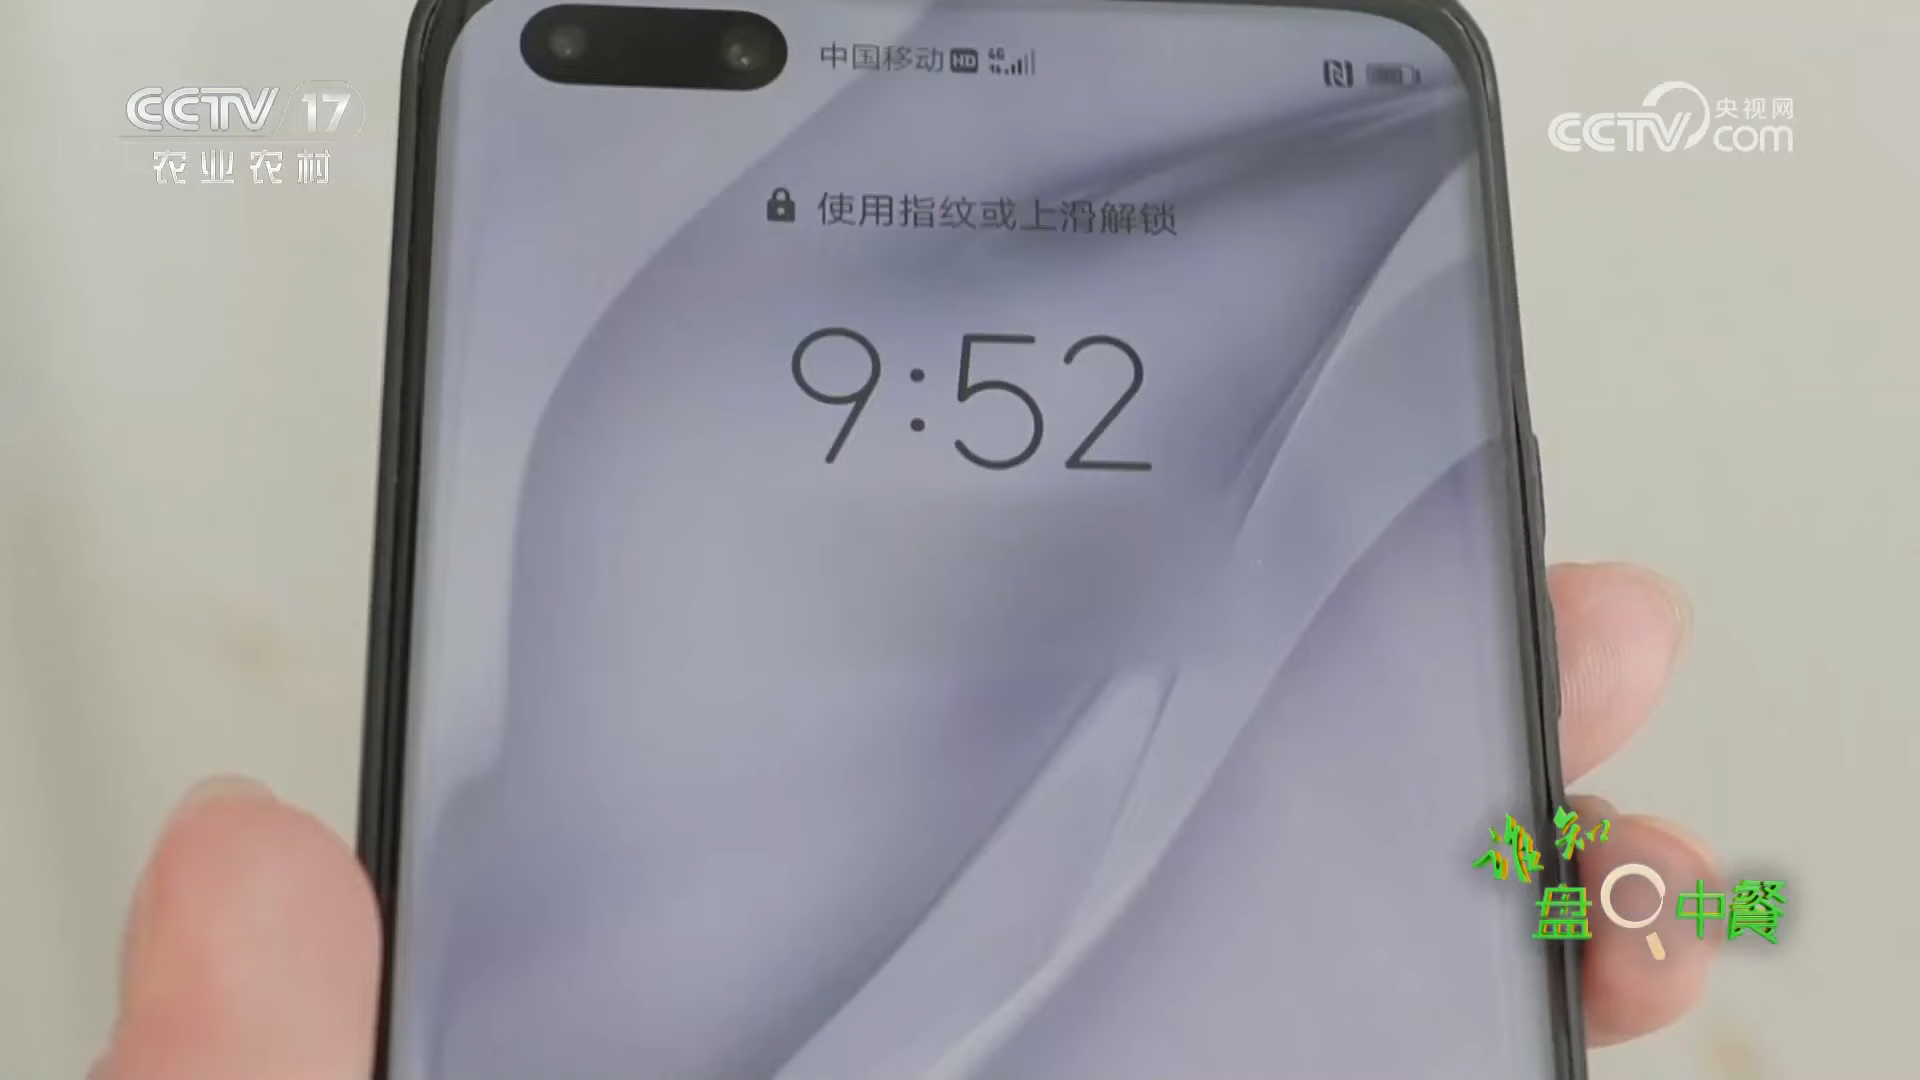 中国移动 HD 4G
使用指纹或上滑解锁
9:52
CCTV 17
农业农村
CCTV 央视网
com
谁知
盘中餐